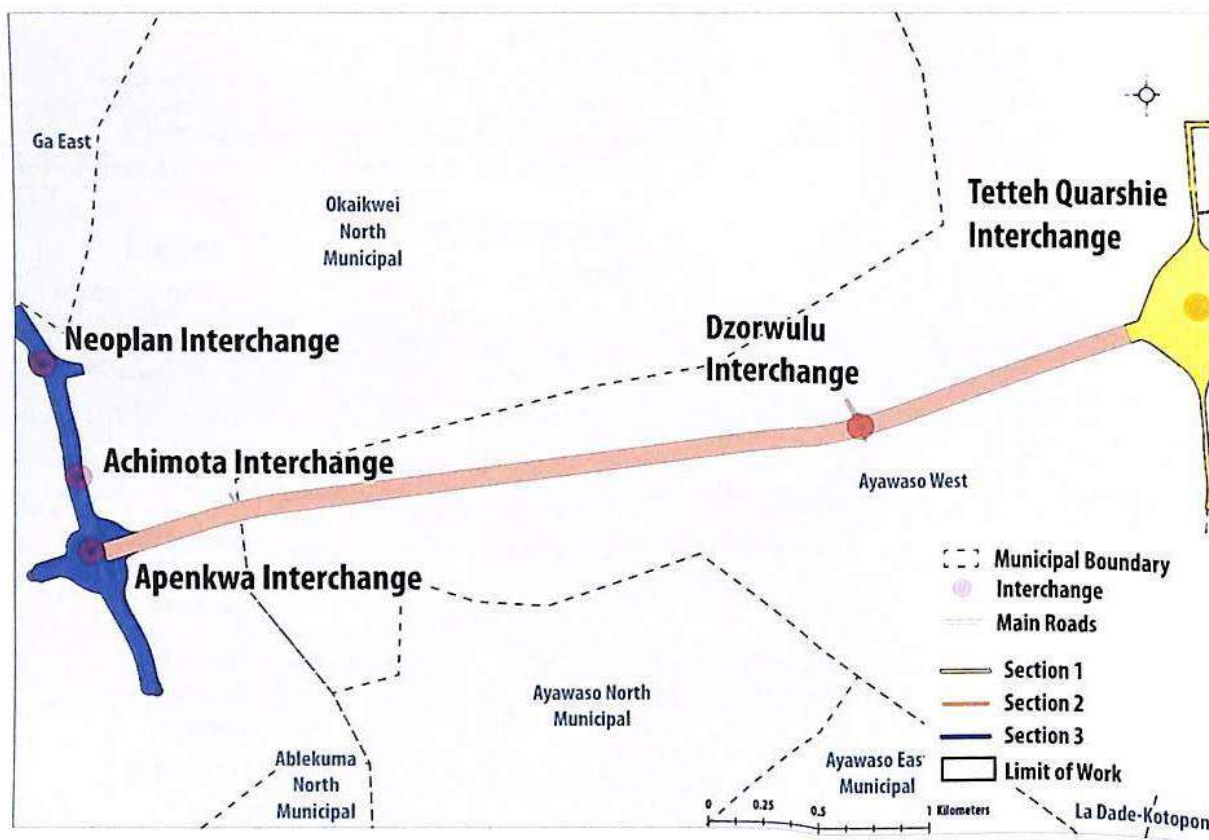 Ga East
Okaikwei
North
Municipal
Tetteh Quarshie
Interchange
Neoplan Interchange
Dzorwulu
Interchange
Achimota Interchange
Ayawaso West
Apenkwa Interchange
Municipal Boundary
Interchange
Main Roads
Section 1
Section 2
Section 3
Limit of Work
Ayawaso North
Municipal
Ablekuma
North
Municipal
Ayawaso Eas
Municipal
0 0.25 0.5 1 Kilometers
La Dade-Kotopon